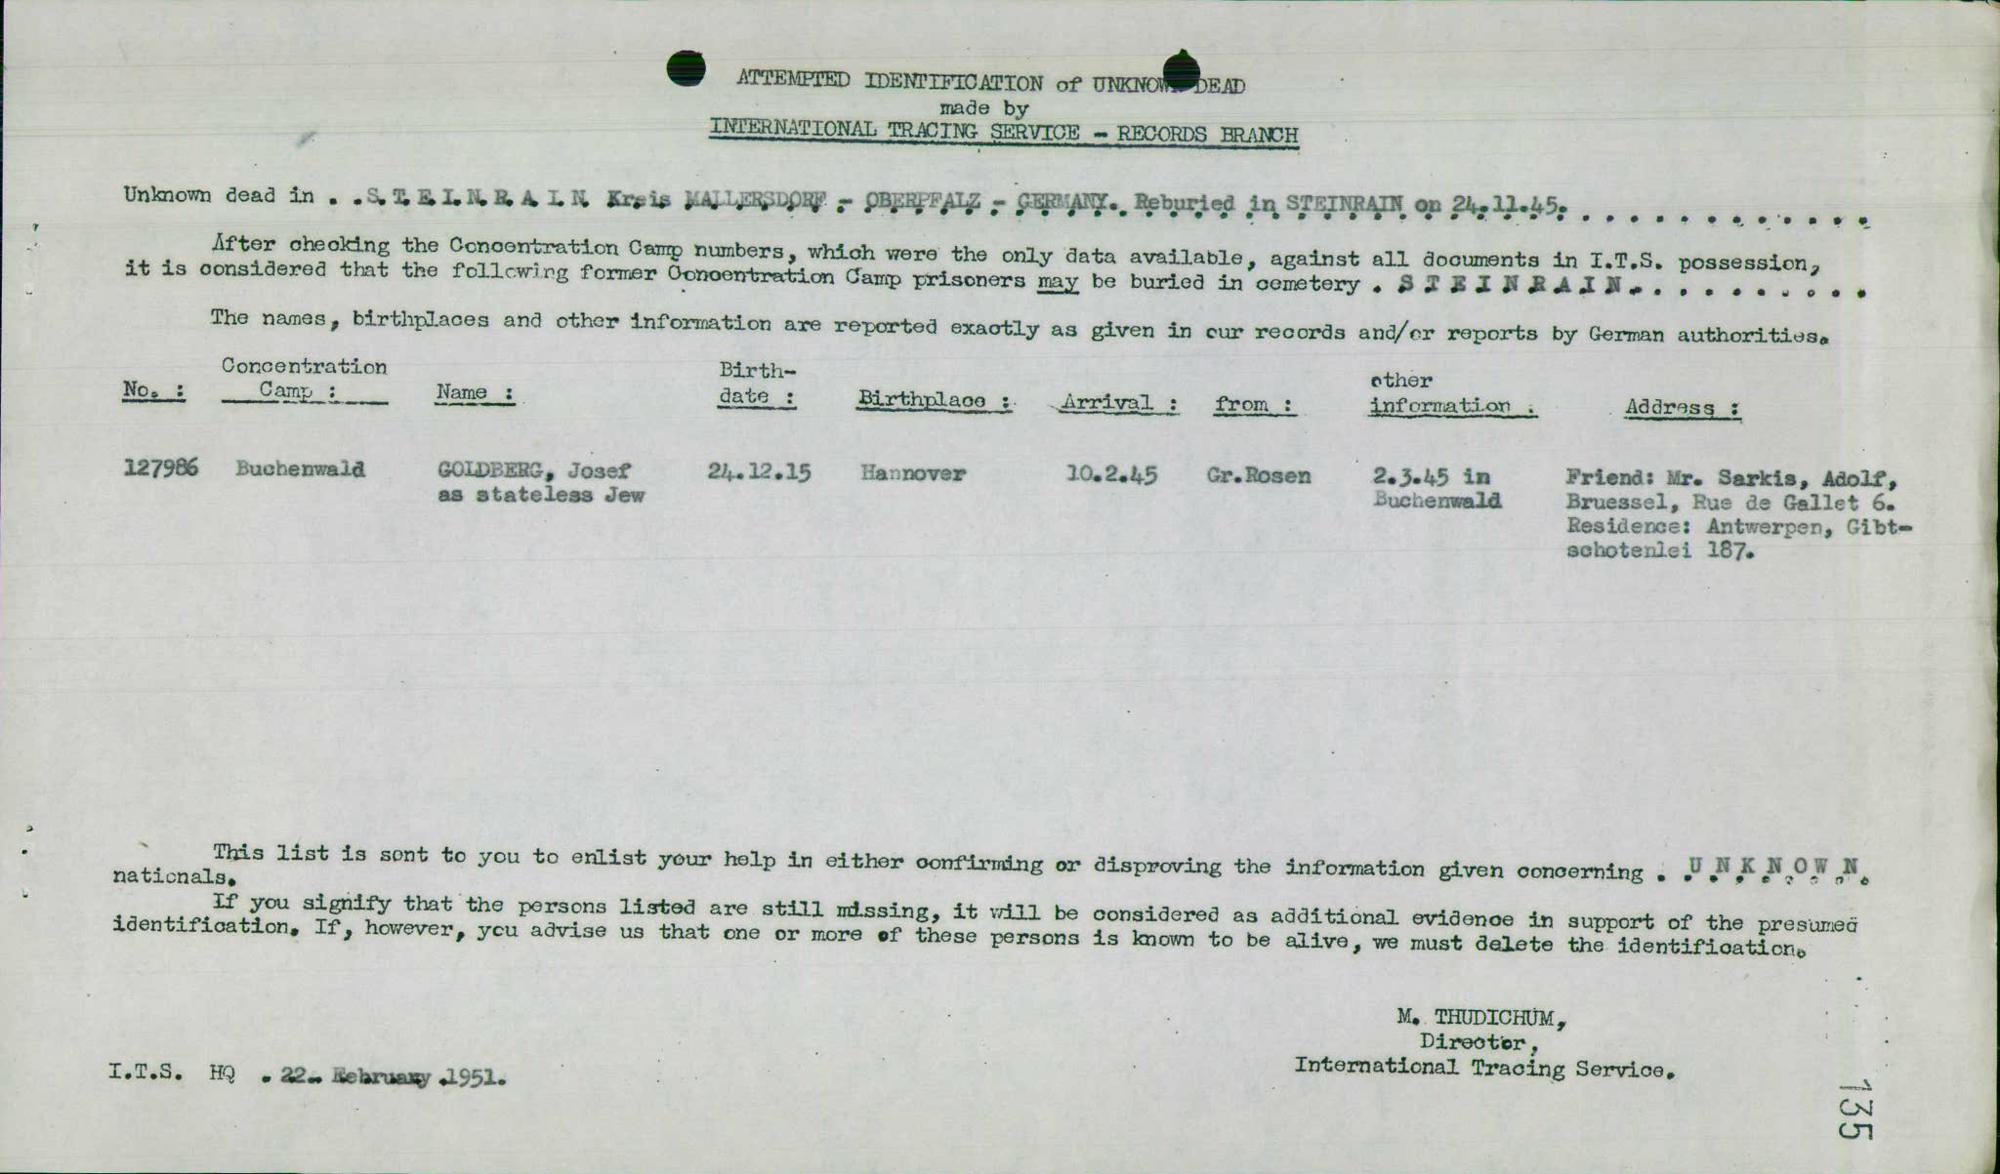 ATTEMPTED IDENTIFICATION of UNKNOWN DEAD
made by
INTERNATIONAL TRACING SERVICE - RECORDS BRANCH
Unknown dead in . . S.T.E.I.N.R.A.I.N. Kreis MALLERSDORF - OBERPFALZ - GERMANY. Reburied in STEINRAIN on 24.11.45. . . . . . . . . . . . .
After checking the Concentration Camp numbers, which were the only data available, against all documents in I.T.S. possession,
it is considered that the following former Concentration Camp prisoners may be buried in cemetery . S T E I N R A I N . . . . . . . . . . .
The names, birthplaces and other information are reported exactly as given in our records and/or reports by German authorities.
No. : Concentration Camp : Name : Birth-date : Birthplace : Arrival : from : other information : Address :
127986 Buchenwald GOLDBERG, Josef 24.12.15 Hannover 10.2.45 Gr.Rosen 2.3.45 in Friend: Mr. Sarkis, Adolf,
as stateless Jew Buchenwald Bruessel, Rue de Gallet 6.
Residence: Antwerpen, Gibt-
schotenlei 187.
This list is sent to you to enlist your help in either confirming or disproving the information given concerning . U N K N O W N.
nationals.
If you signify that the persons listed are still missing, it will be considered as additional evidence in support of the presumed
identification. If, however, you advise us that one or more of these persons is known to be alive, we must delete the identification.
M. THUDICHUM,
Director,
International Tracing Service.
I.T.S. HQ . 22. February .1951.
135